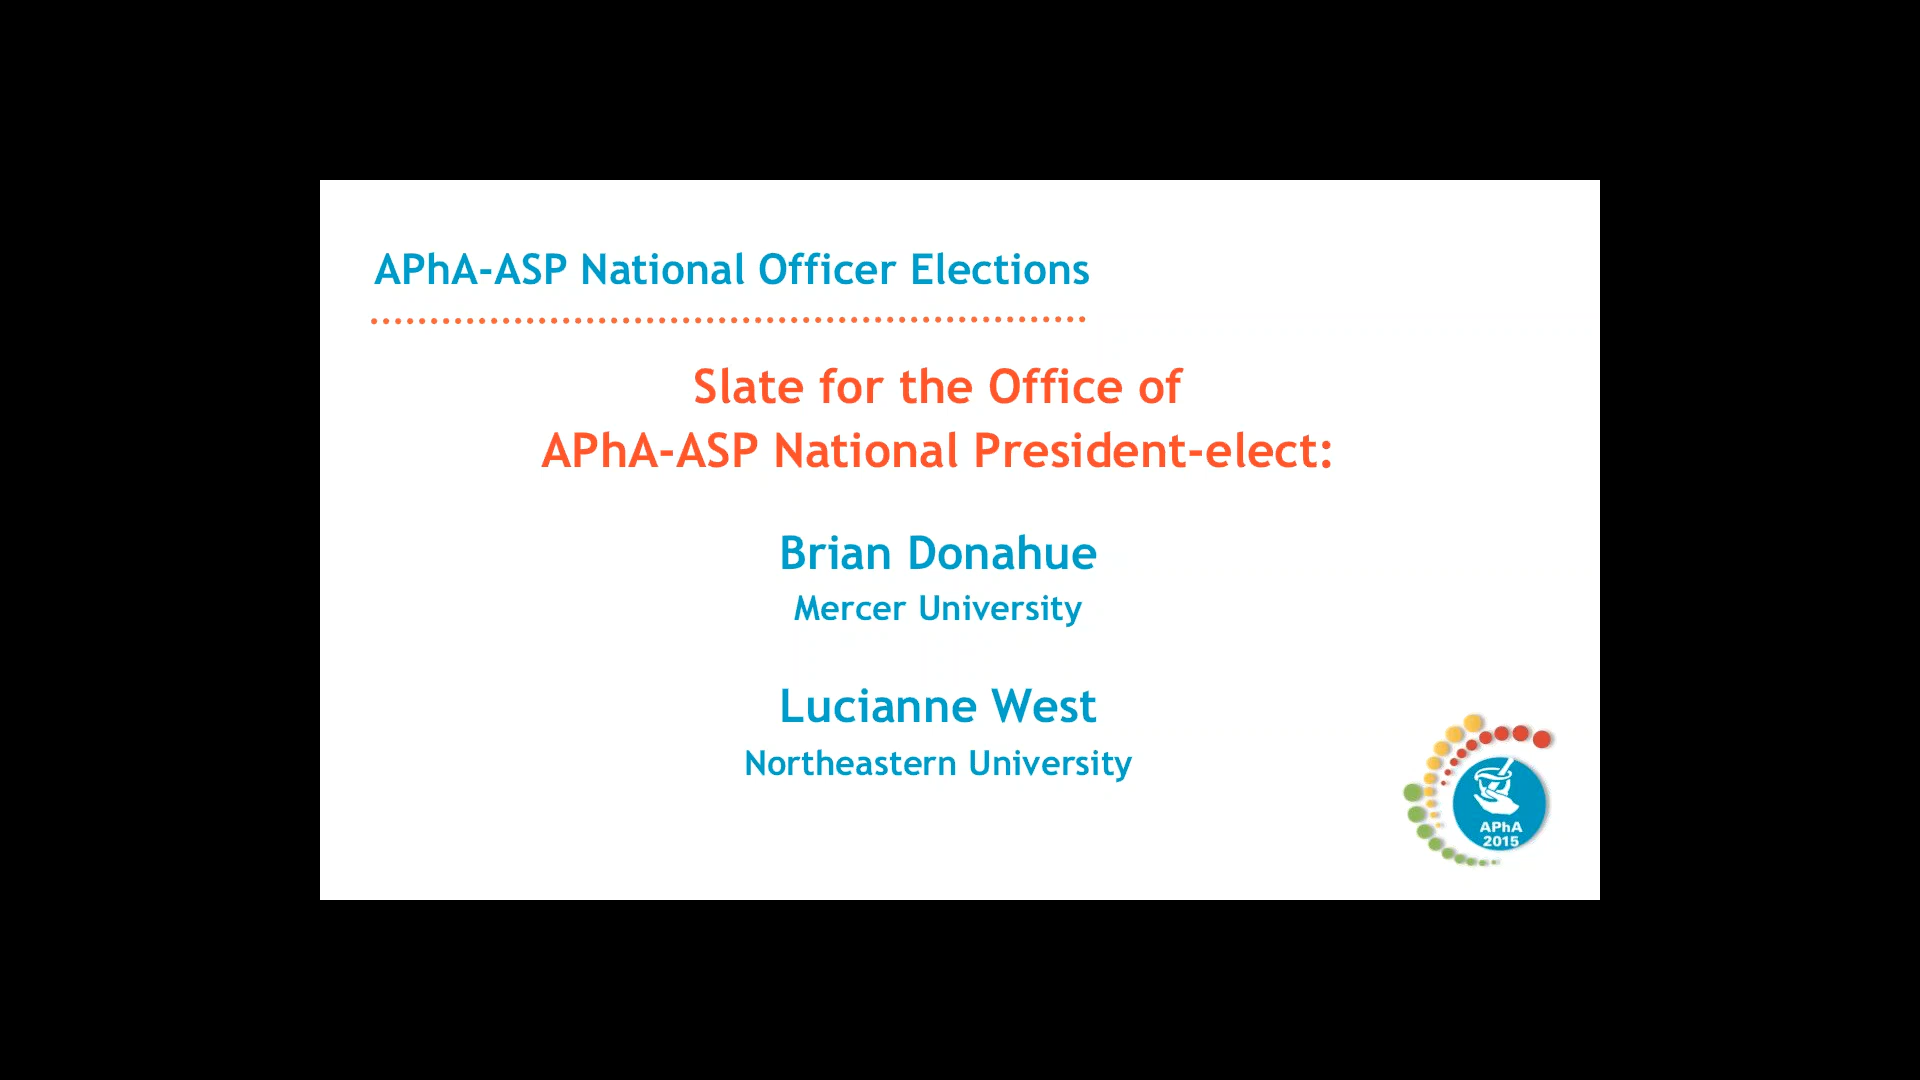 APhA-ASP National Officer Elections
Slate for the Office of
APhA-ASP National President-elect:
Brian Donahue
Mercer University
Lucianne West
Northeastern University
APhA
2015